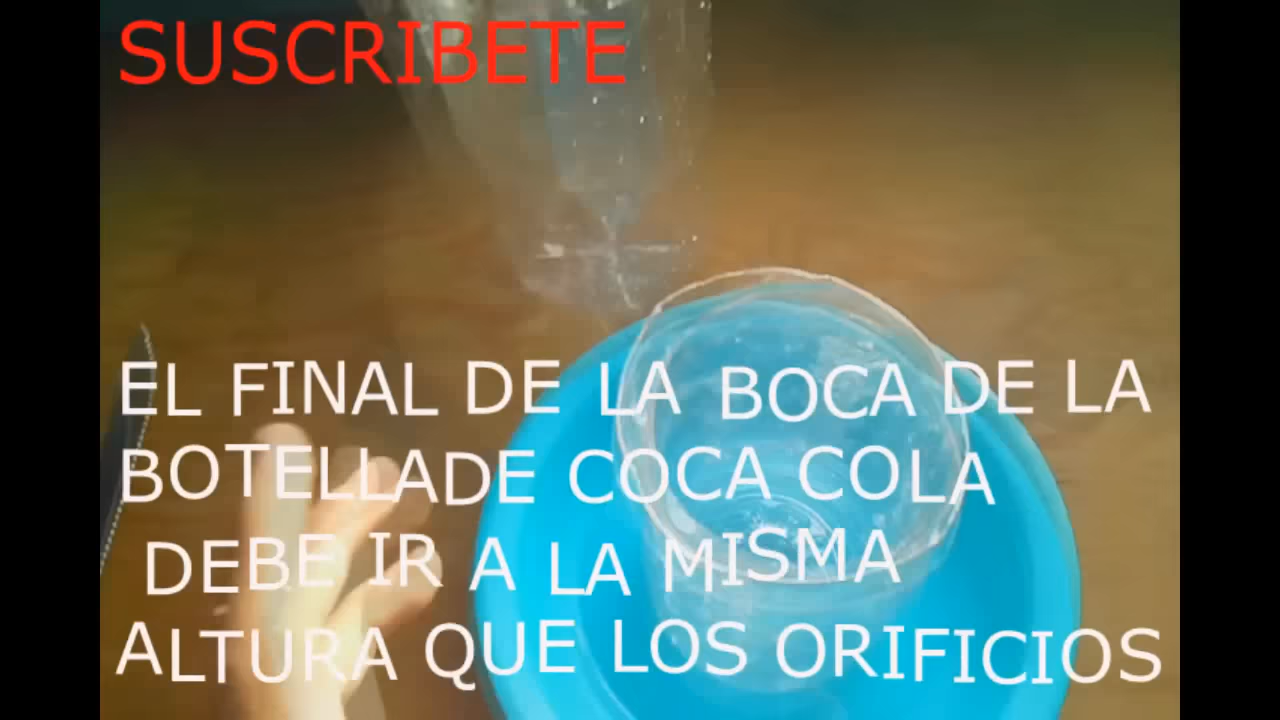 SUSCRIBETE
EL FINAL DE LA BOCA DE LA
BOTELLADE COCA COLA
DEBE IR A LA MISMA
ALTURA QUE LOS ORIFICIOS